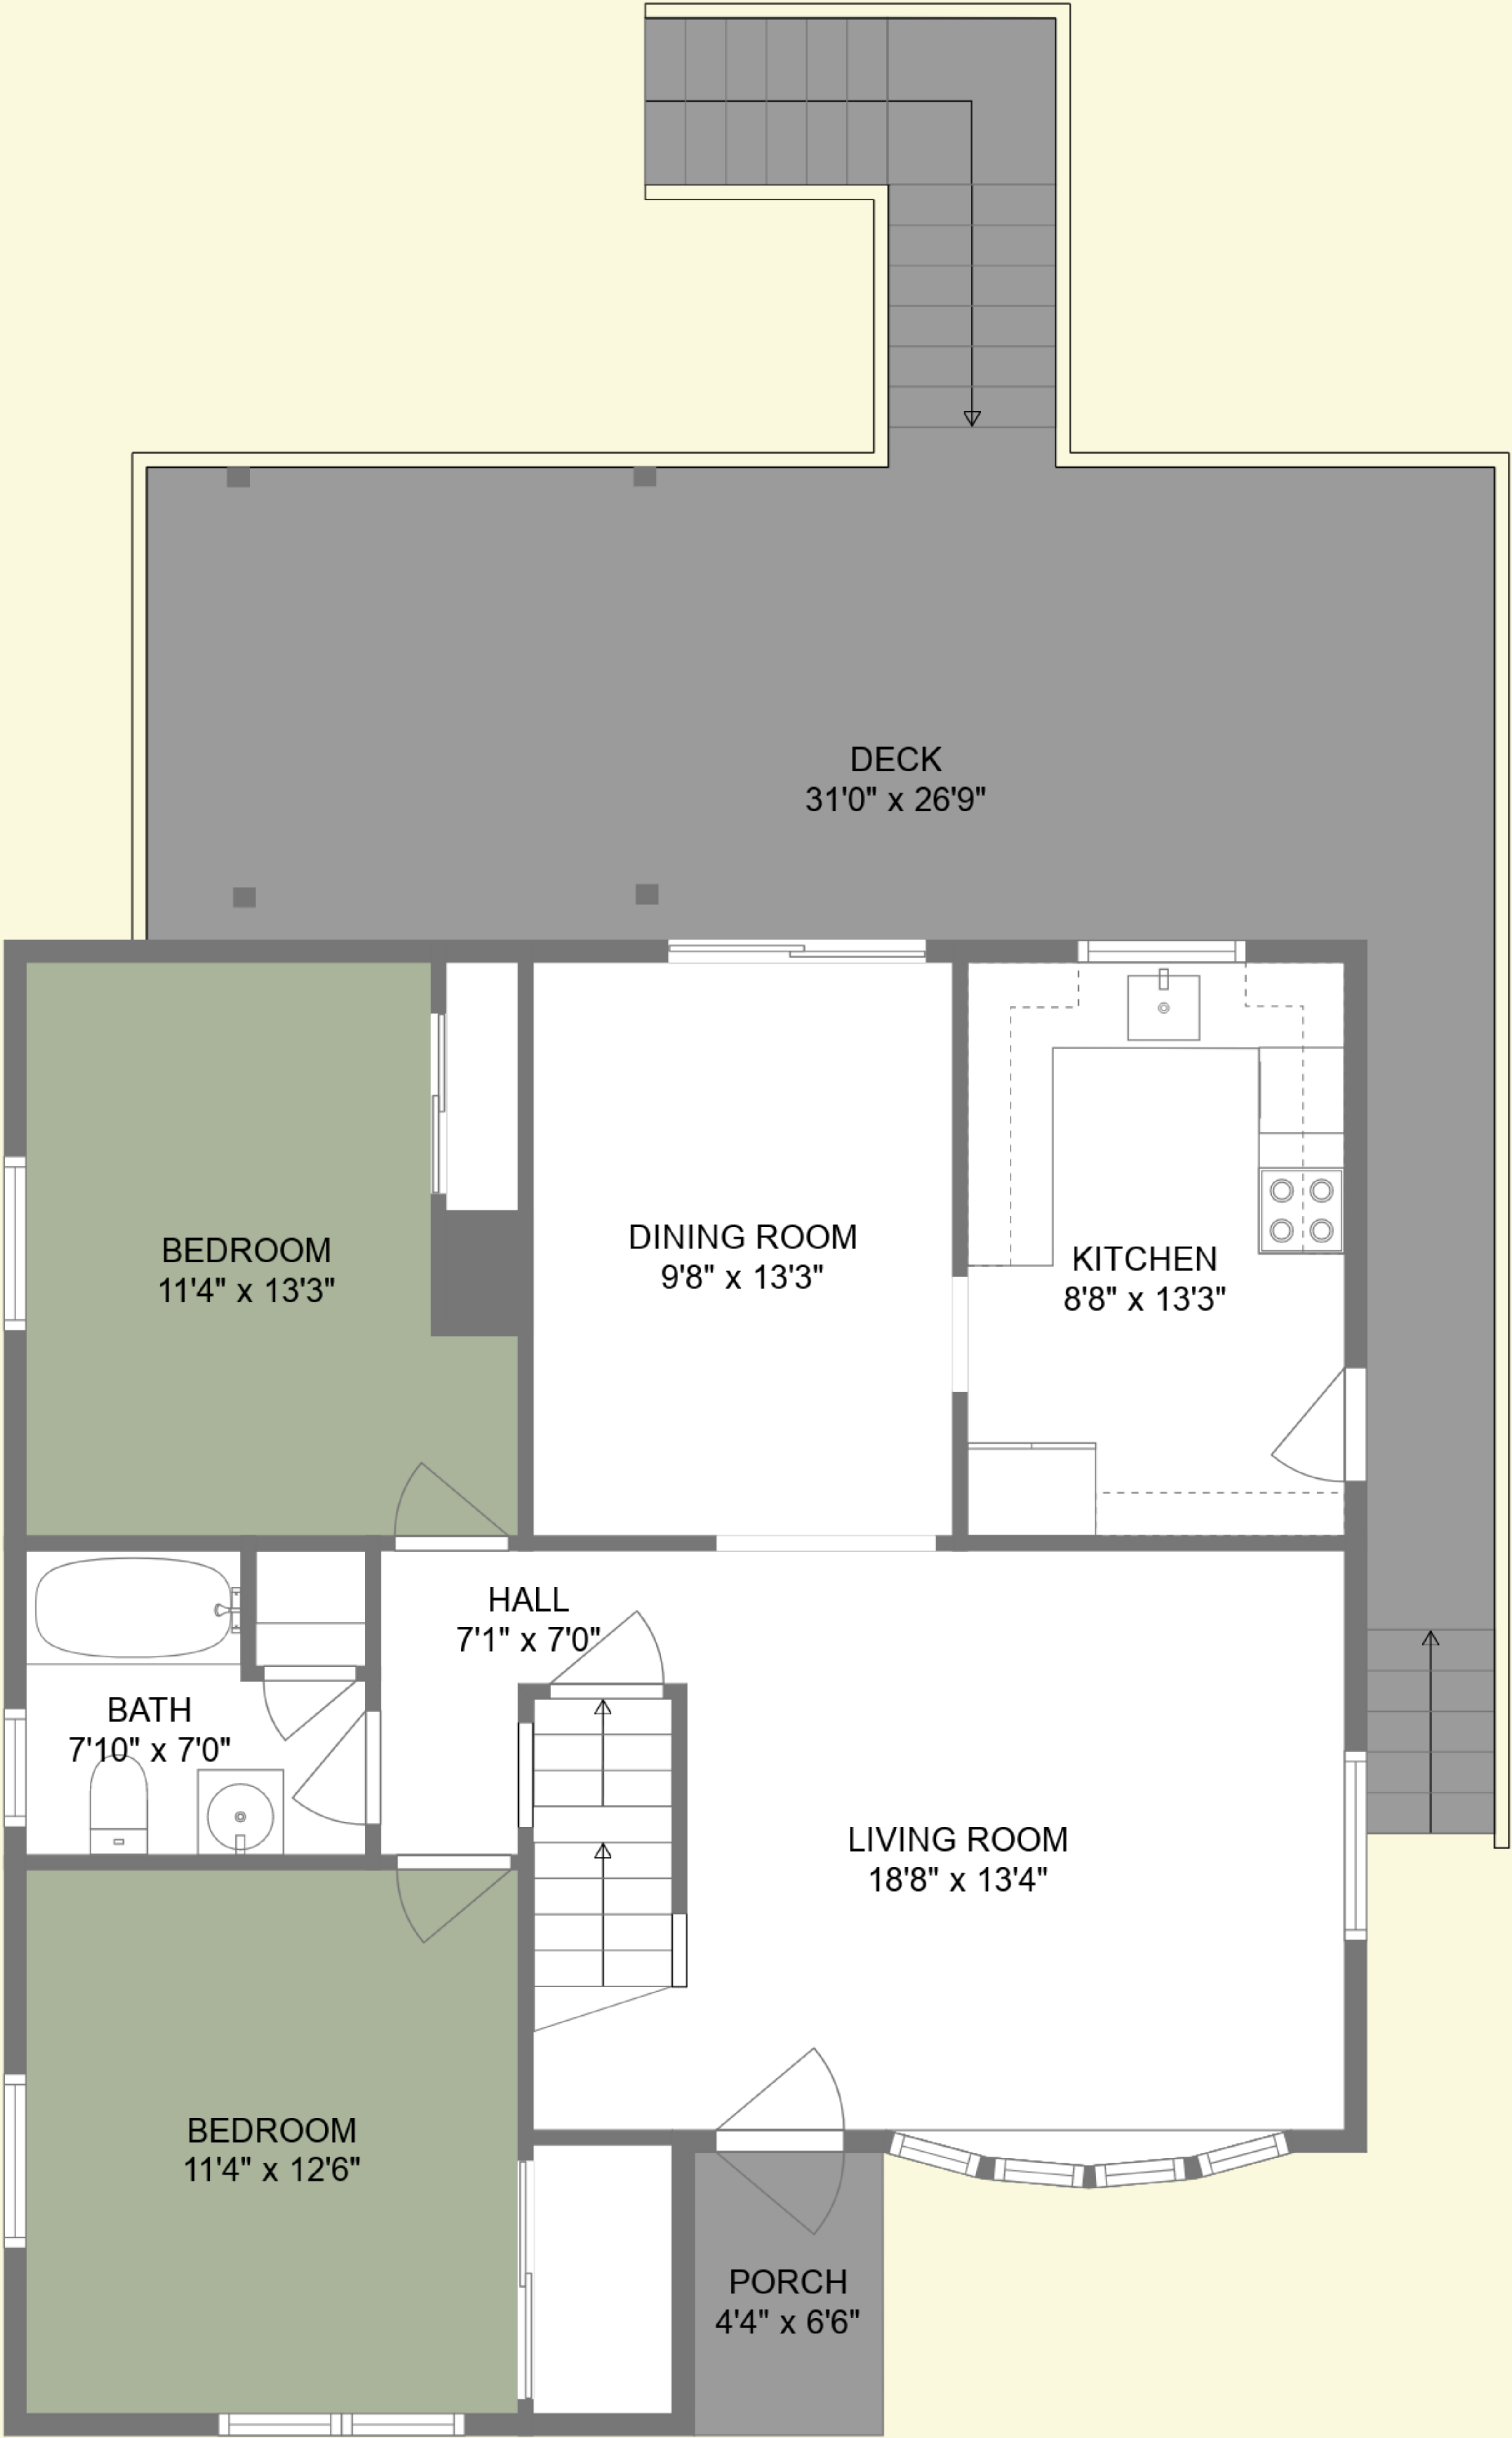 DECK
31'0" x 26'9"
BEDROOM
11'4" x 13'3"
DINING ROOM
9'8" x 13'3"
KITCHEN
8'8" x 13'3"
HALL
7'1" x 7'0"
BATH
7'10" x 7'0"
LIVING ROOM
18'8" x 13'4"
BEDROOM
11'4" x 12'6"
PORCH
4'4" x 6'6"